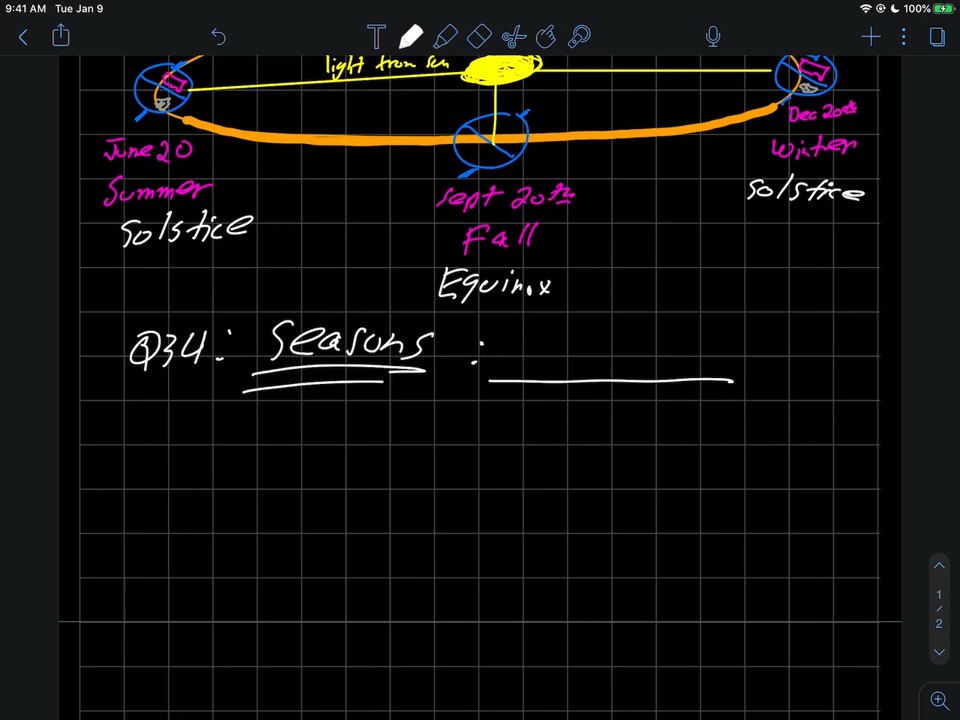 9:41 AM Tue Jan 9
100%
T
light from sun
Dec 20th
June 20
Winter
Summer
Sept 20th
Solstice
Solstice
Fall
Equinox
Q34: Seasons :
1
/
2